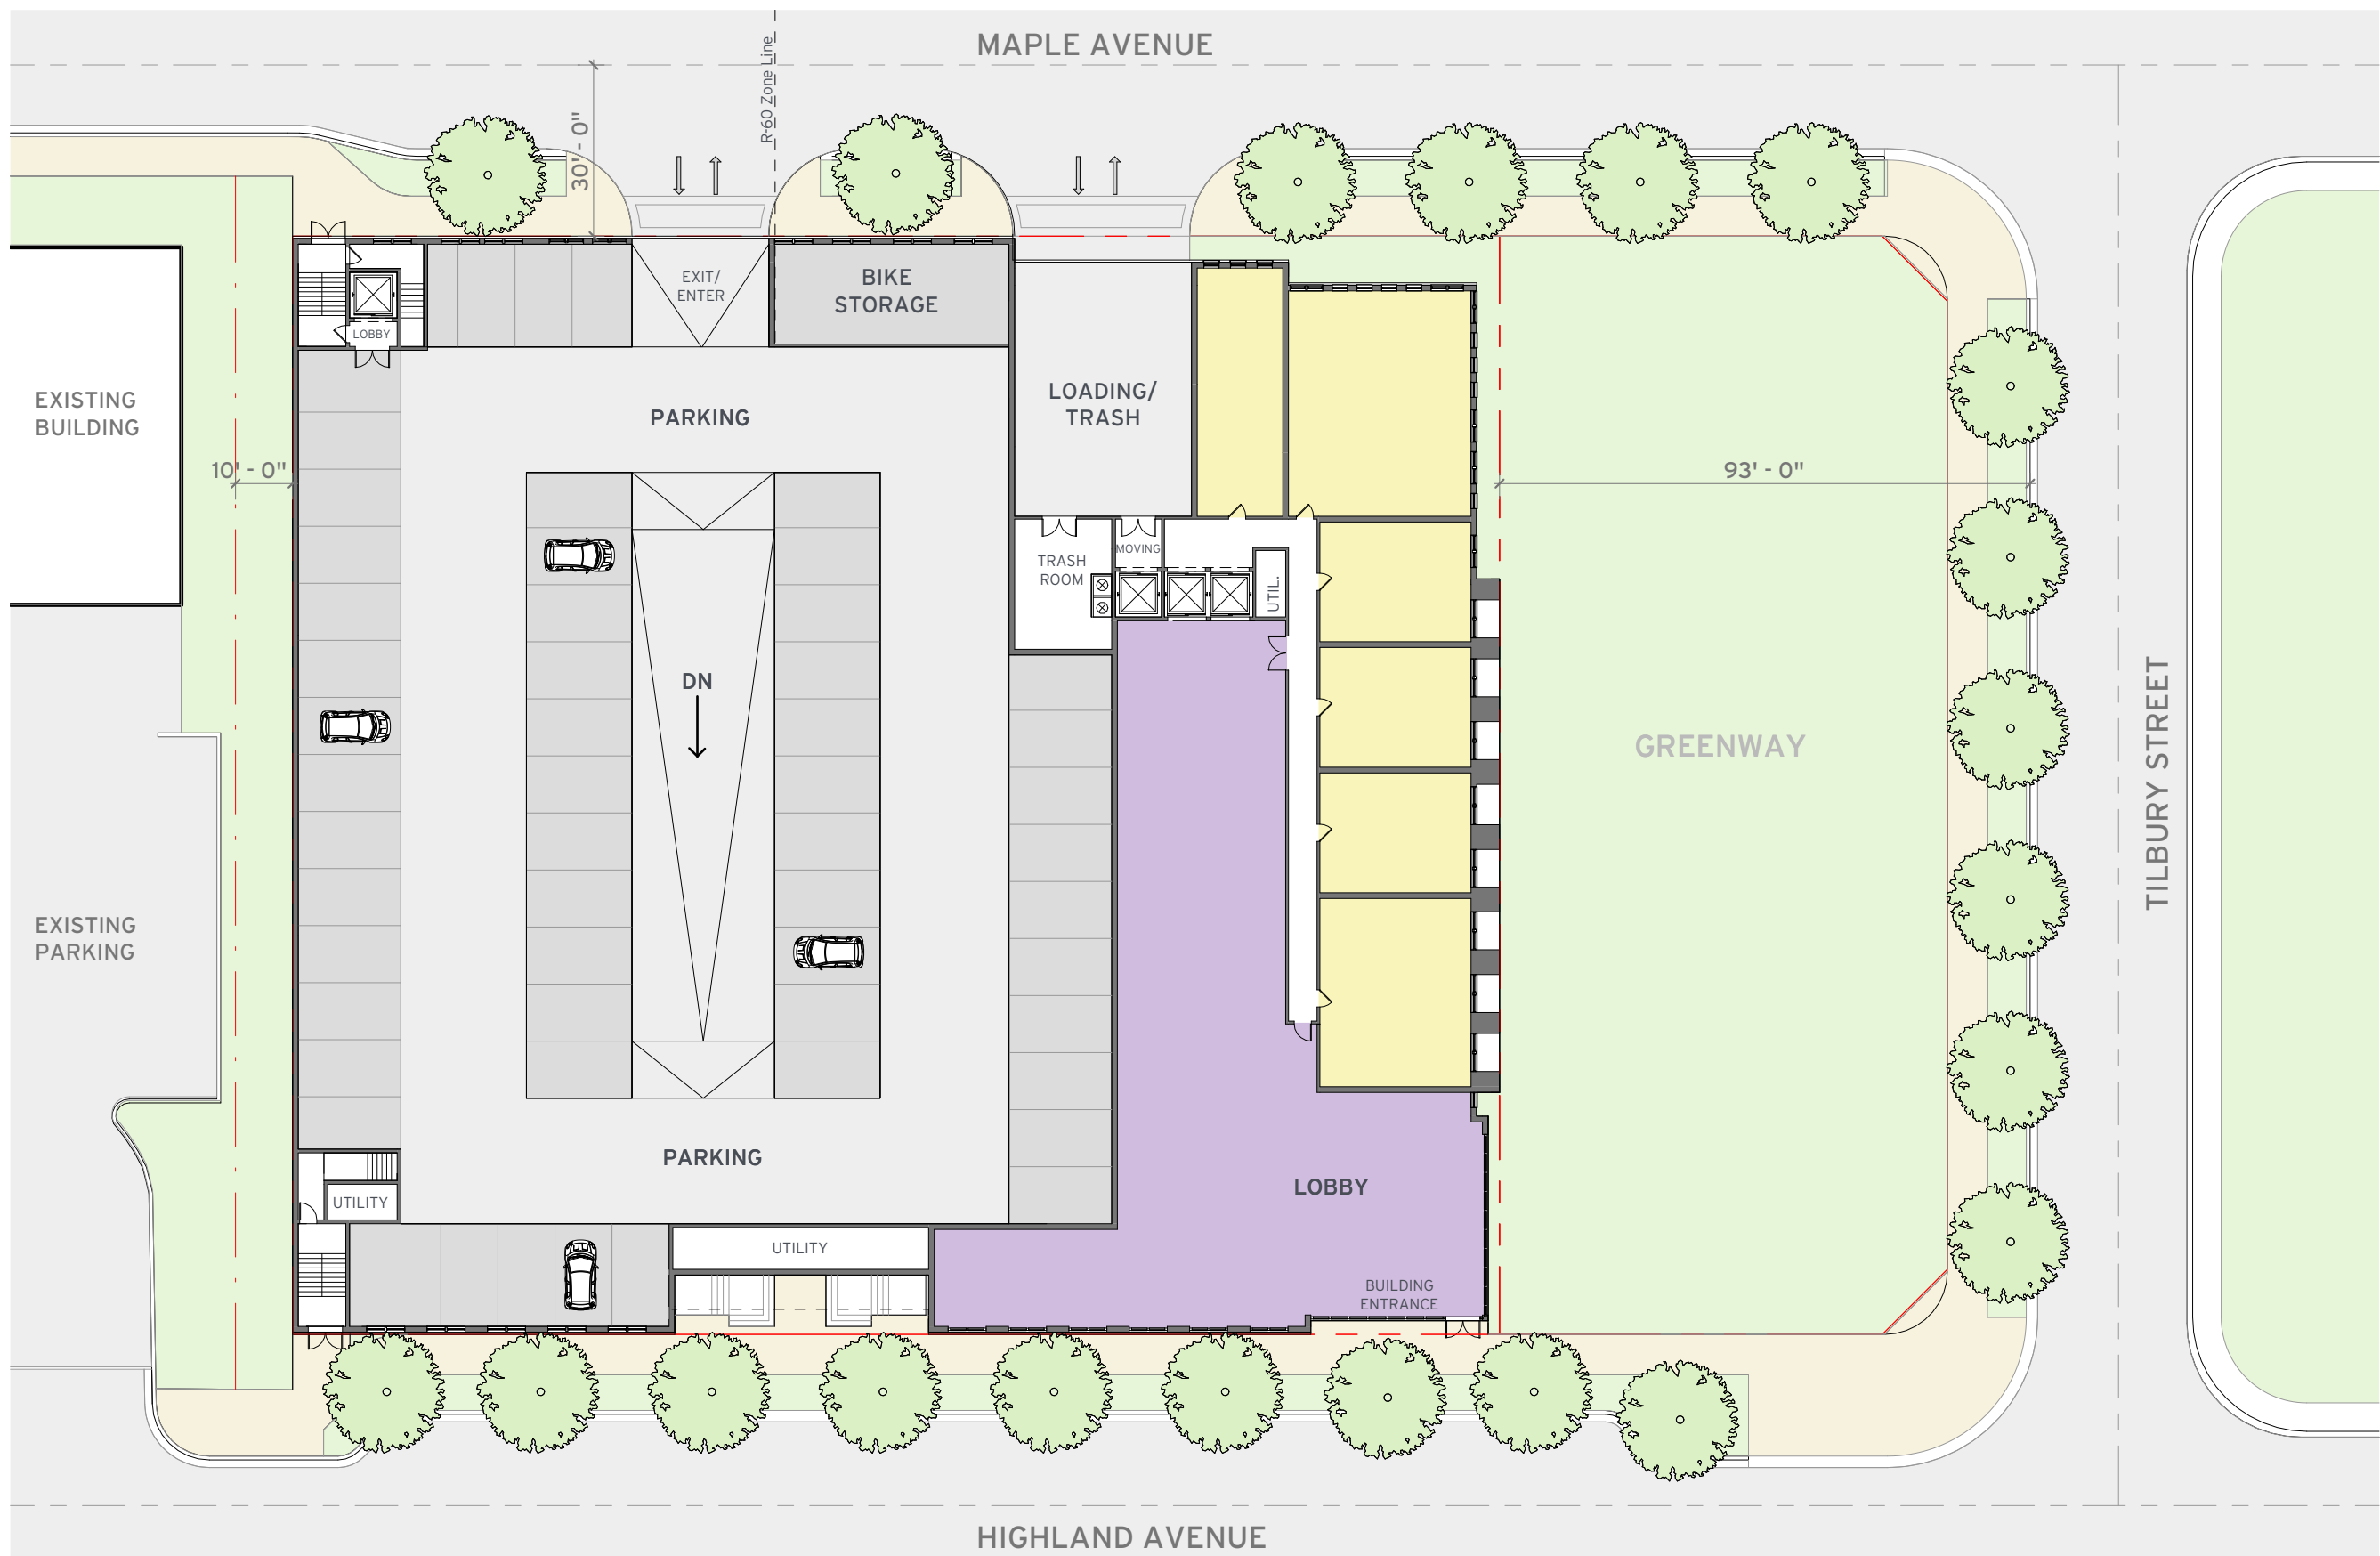 MAPLE AVENUE
R-60 Zone Line
30' - 0"
EXIT/
ENTER
BIKE
STORAGE
LOBBY
EXISTING
BUILDING
PARKING
LOADING/
TRASH
10' - 0"
93' - 0"
TRASH
ROOM
MOVING
UTIL.
DN
GREENWAY
TILBURY STREET
EXISTING
PARKING
PARKING
LOBBY
UTILITY
UTILITY
BUILDING
ENTRANCE
HIGHLAND AVENUE